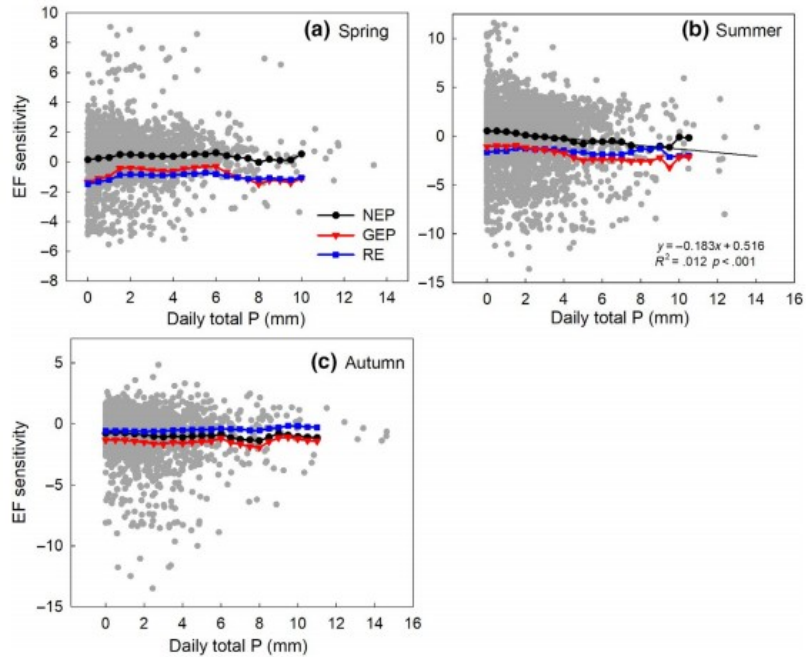 (a) Spring
10
8
6
4
2
0
−2
−4
−6
−8
EF sensitivity
NEP
GEP
RE
0 2 4 6 8 10 12 14
Daily total P (mm)
(b) Summer
10
5
0
−5
−10
−15
y = −0.183x + 0.516
R² = .012 p < .001
0 2 4 6 8 10 12 14 16
Daily total P (mm)
(c) Autumn
5
0
−5
−10
−15
EF sensitivity
0 2 4 6 8 10 12 14 16
Daily total P (mm)